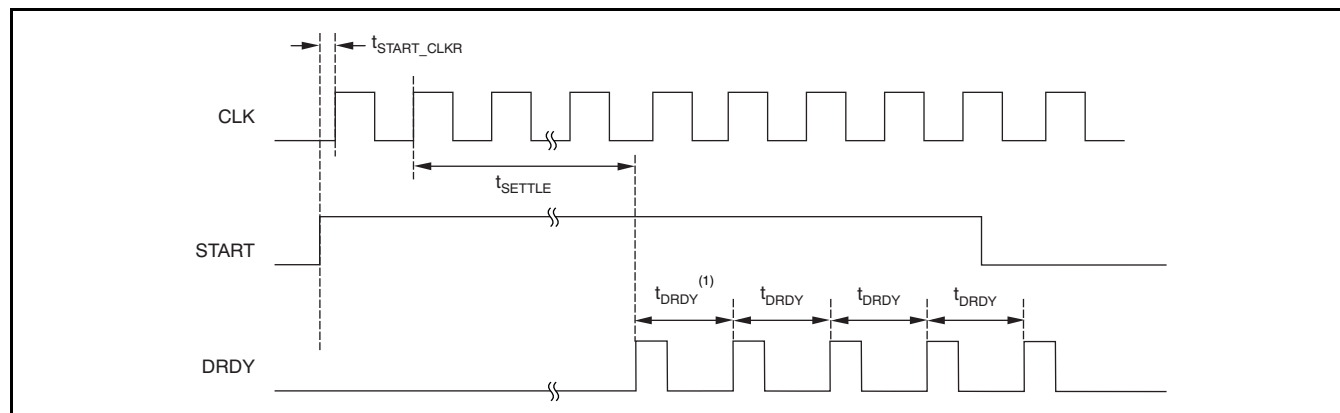 tSTART_CLKR
CLK
tSETTLE
START
tDRDY(1) tDRDY tDRDY tDRDY
DRDY